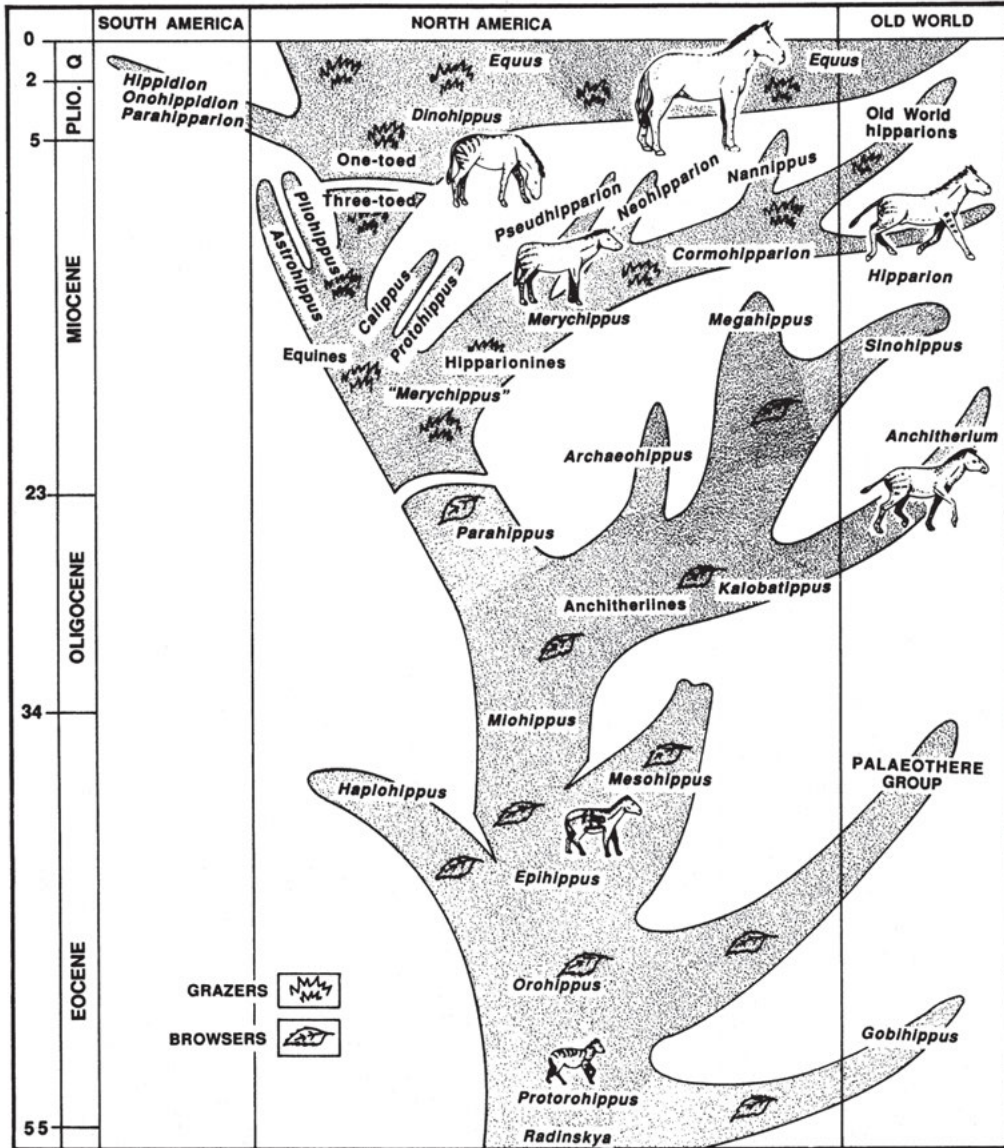 SOUTH AMERICA
NORTH AMERICA
OLD WORLD
0
Q
2
PLIO.
5
MIOCENE
23
OLIGOCENE
34
EOCENE
55
Hippidion
Onohippidion
Parahipparion
Equus
Equus
Dinohippus
Old World
hipparions
One-toed
Three-toed
Nannippus
Neohipparion
Pseudhipparion
Pliohippus
Astrohippus
Calippus
Protohippus
Cormohipparion
Hipparion
Merychippus
Megahippus
Sinohippus
Equines
Hipparionines
"Merychippus"
Archaeohippus
Anchitherium
Parahippus
Kalobatippus
Anchitheriines
Miohippus
Mesohippus
Haplohippus
PALAEOTHERE
GROUP
Epihippus
Orohippus
GRAZERS
BROWSERS
Gobihippus
Protorohippus
Radinskya